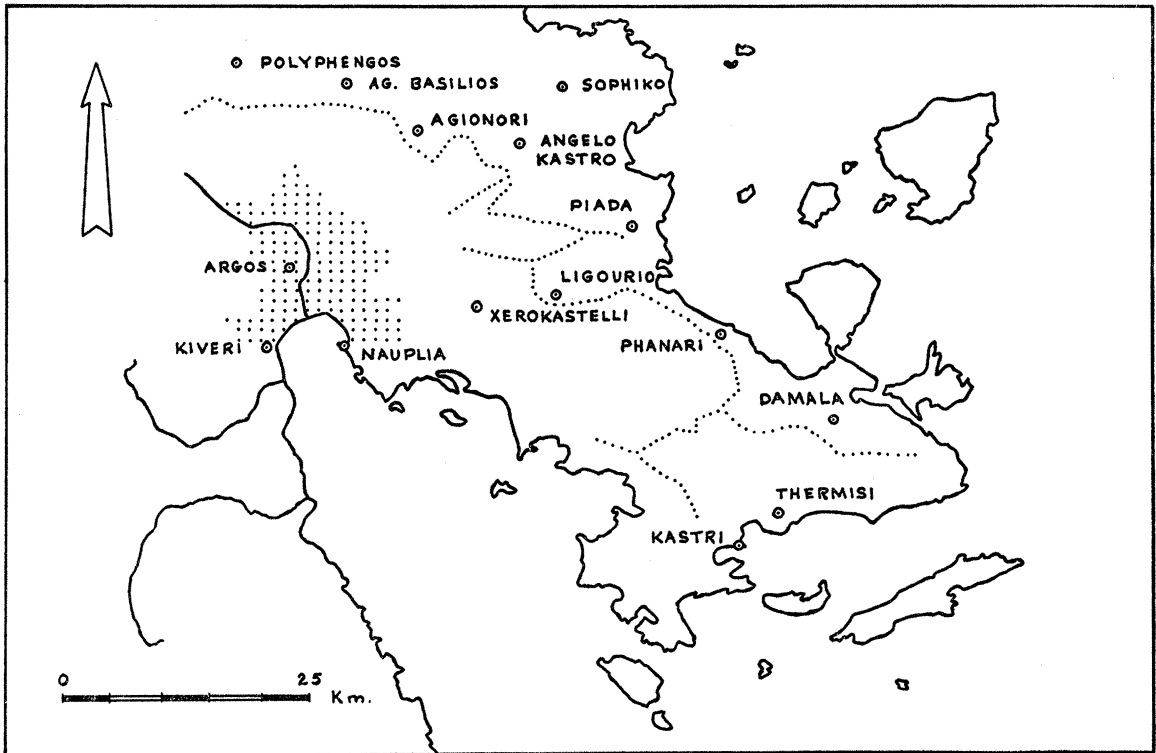 POLYPHENGOS
AG. BASILIOS
SOPHIKO
AGIONORI
ANGELO
KASTRO
PIADA
ARGOS
LIGOURIO
XEROKASTELLI
PHANARI
KIVERI
NAUPLIA
DAMALA
THERMISI
KASTRI
0 25
Km.